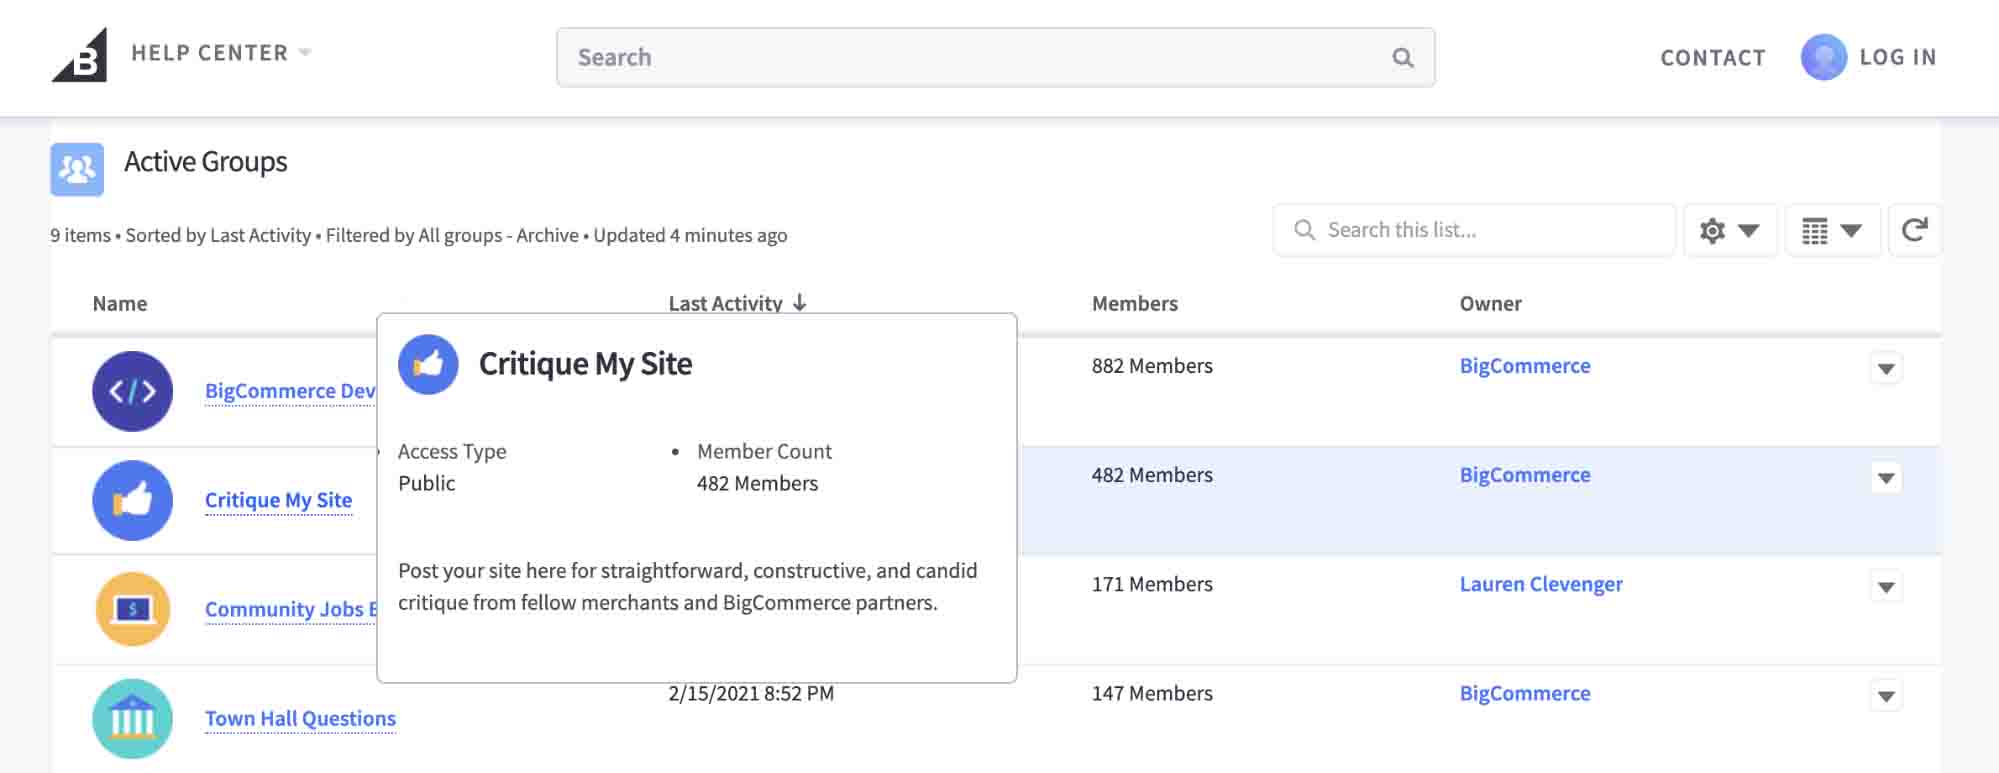 B HELP CENTER
Search
CONTACT
LOG IN
Active Groups
9 items • Sorted by Last Activity • Filtered by All groups - Archive • Updated 4 minutes ago
Search this list...
Name Last Activity ↓ Members Owner
BigCommerce Dev
882 Members BigCommerce
Critique My Site
• Access Type
Public
• Member Count
482 Members
Post your site here for straightforward, constructive, and candid
critique from fellow merchants and BigCommerce partners.
Critique My Site
482 Members BigCommerce
Community Jobs
171 Members Lauren Clevenger
Town Hall Questions
2/15/2021 8:52 PM 147 Members BigCommerce